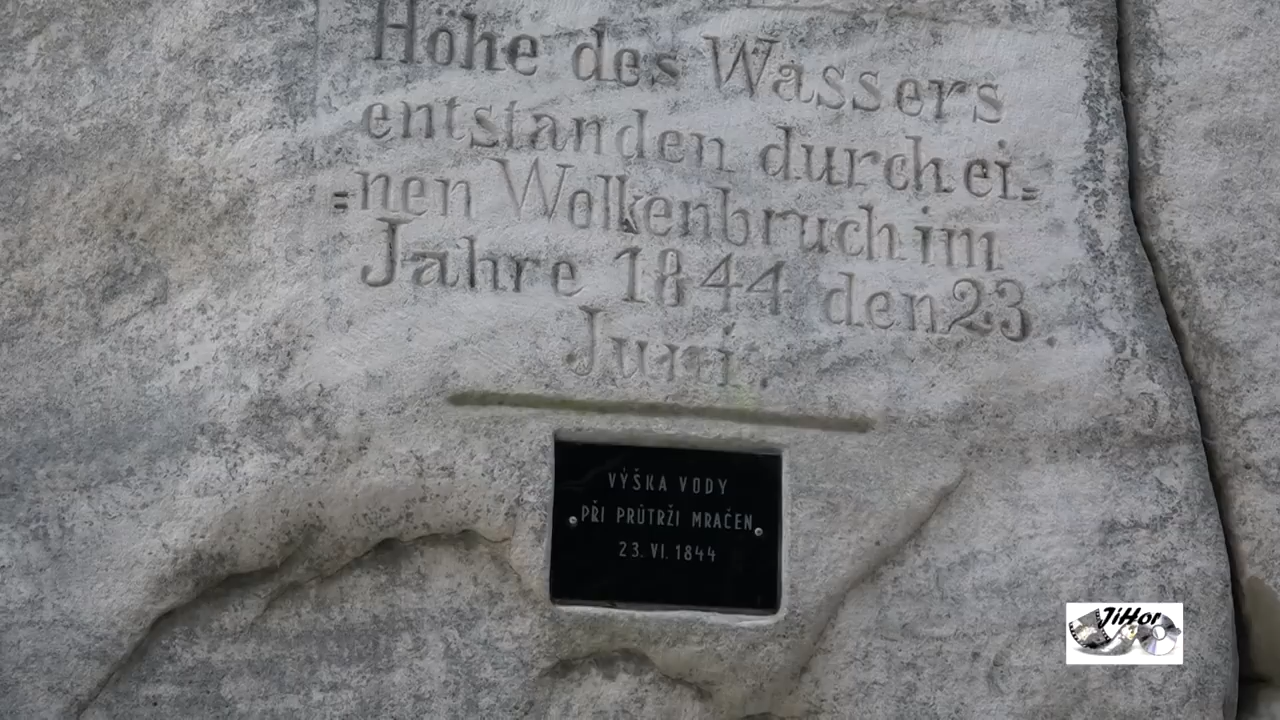 Höhe des Wassers
entstanden durch ei=
=nen Wolkenbruch im
Jahre 1844 den 23.
Juni.
VÝŠKA VODY
PŘI PRŮTRŽI MRAČEN
23. VI. 1844
JiHor